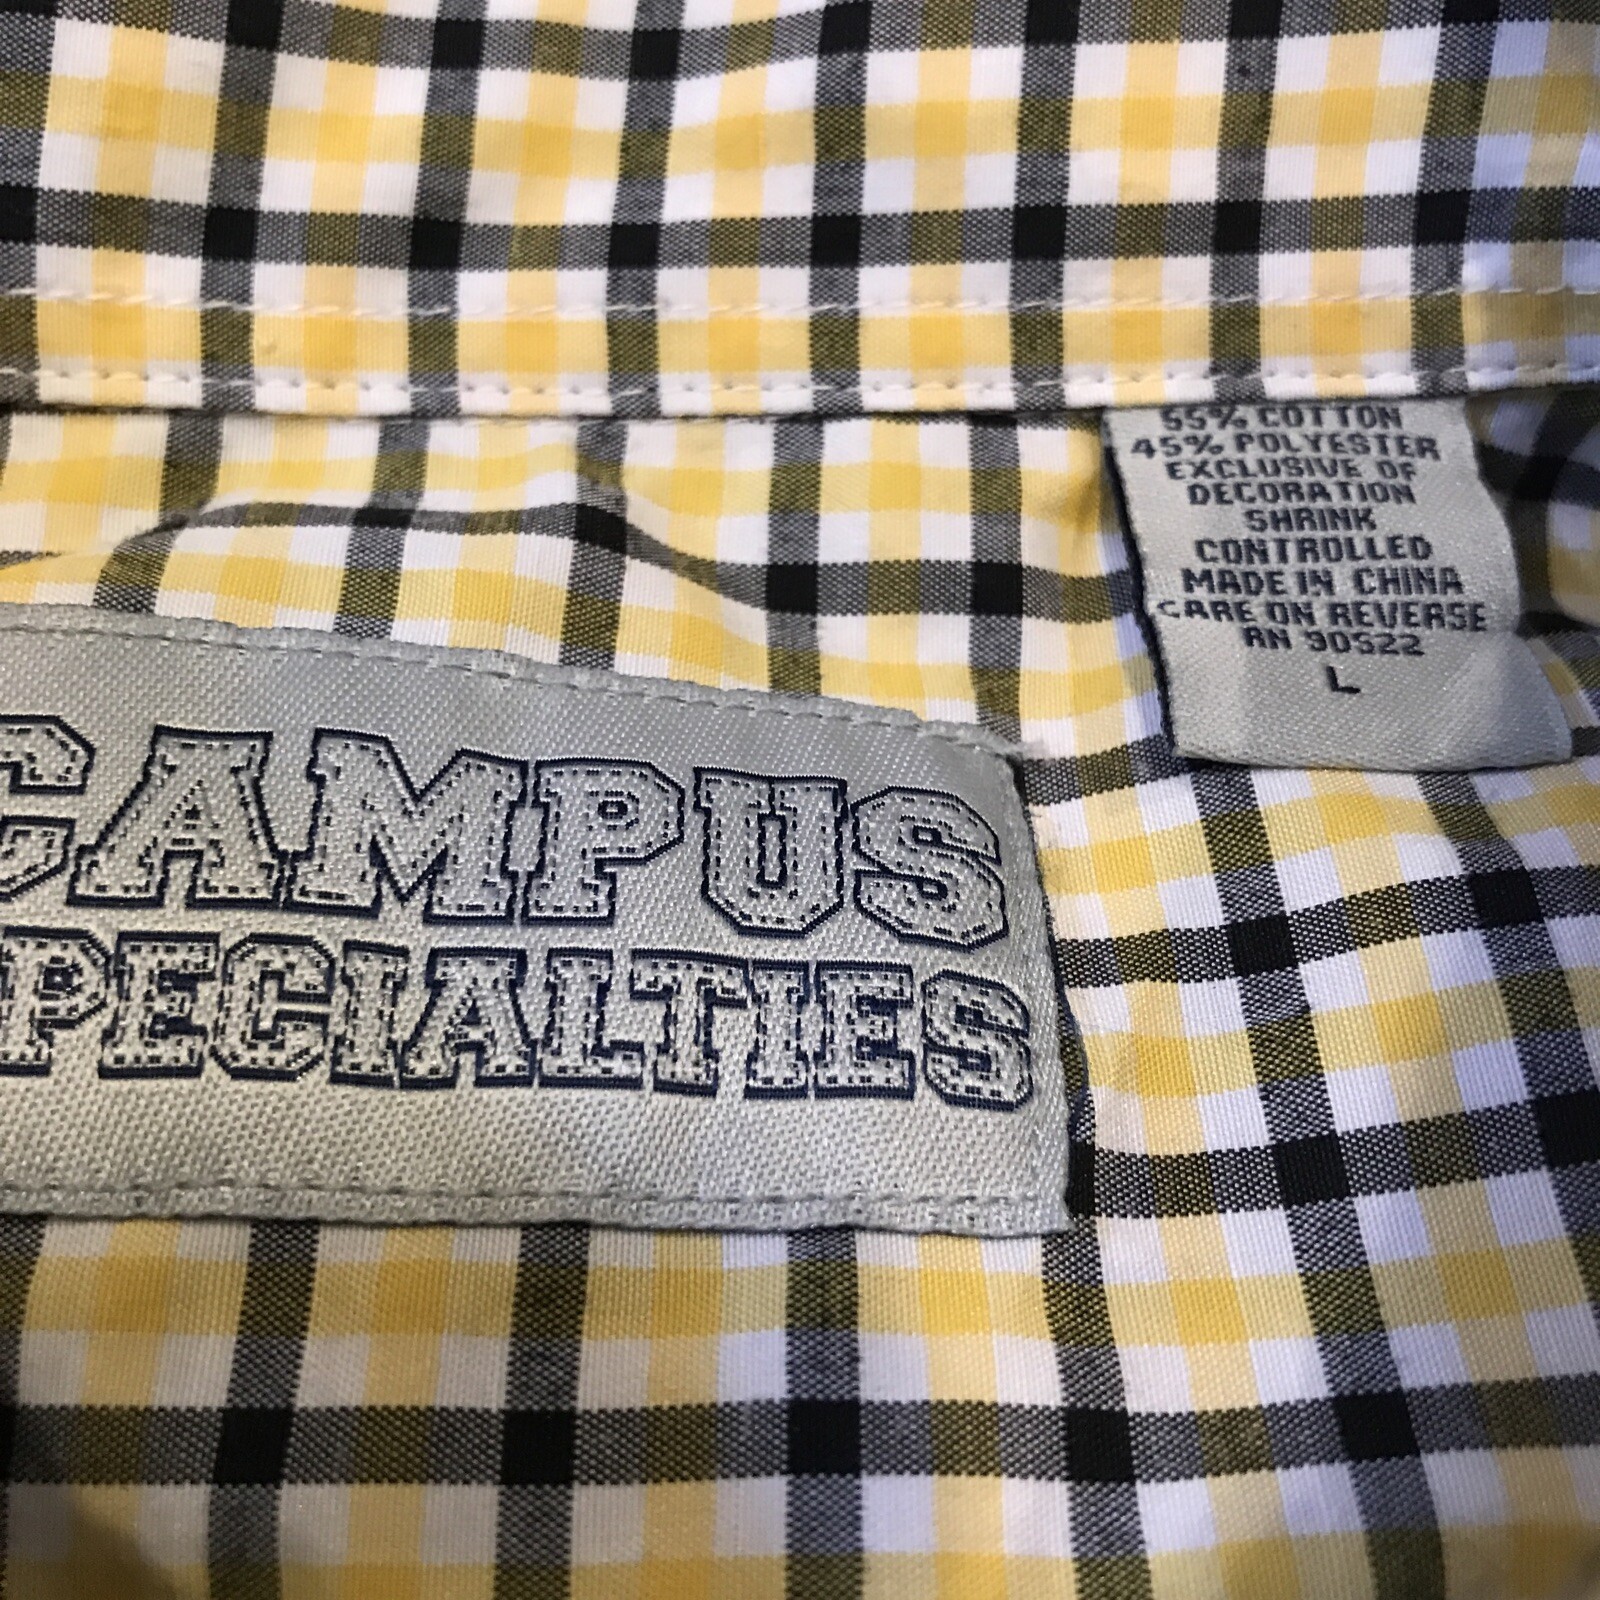 55% COTTON
45% POLYESTER
EXCLUSIVE OF
DECORATION
SHRINK
CONTROLLED
MADE IN CHINA
CARE ON REVERSE
RN 90522
L
CAMPUS
PECIALTIES